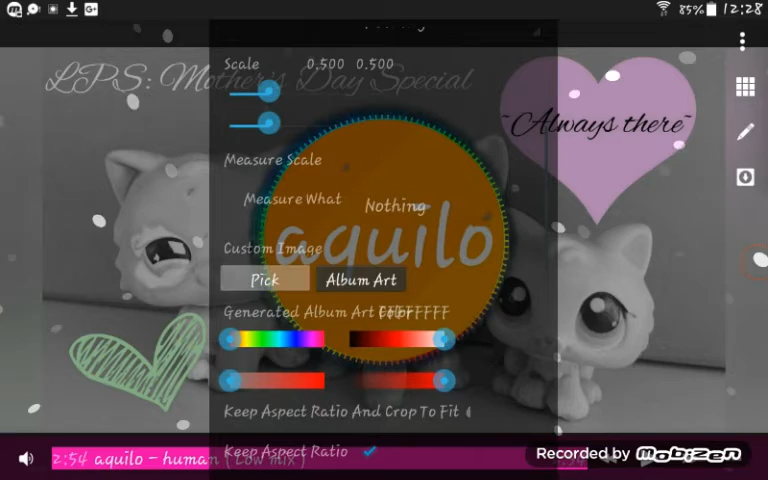 85% 12:28
Scale 0.500 0.500
LPS: Mother's Day Special
~Always there~
Measure Scale
Measure What Nothing
aquilo
Custom Image
Pick Album Art
Generated Album Art Color FFFFFF
Keep Aspect Ratio And Crop To Fit
Keep Aspect Ratio
2:54 aquilo - human ( Low mix )
Recorded by Mobizen